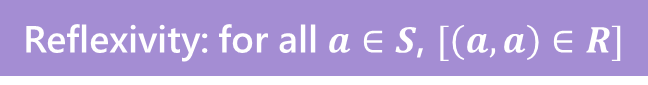 Reflexivity: for all 𝒂 ∈ 𝑺, [(𝒂, 𝒂) ∈ 𝑹]